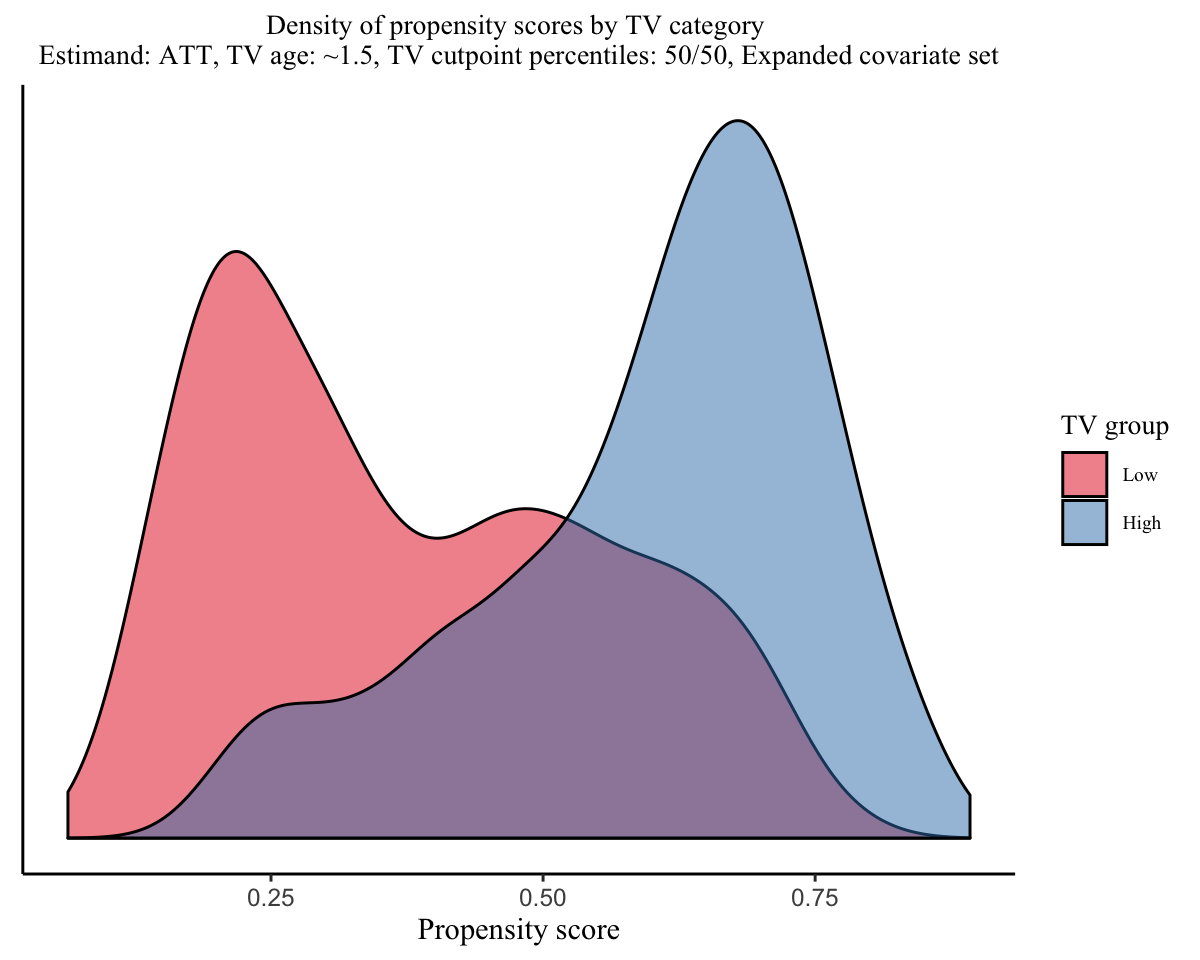 Density of propensity scores by TV category
Estimand: ATT, TV age: ~1.5, TV cutpoint percentiles: 50/50, Expanded covariate set
TV group
Low
High
0.25 0.50 0.75
Propensity score